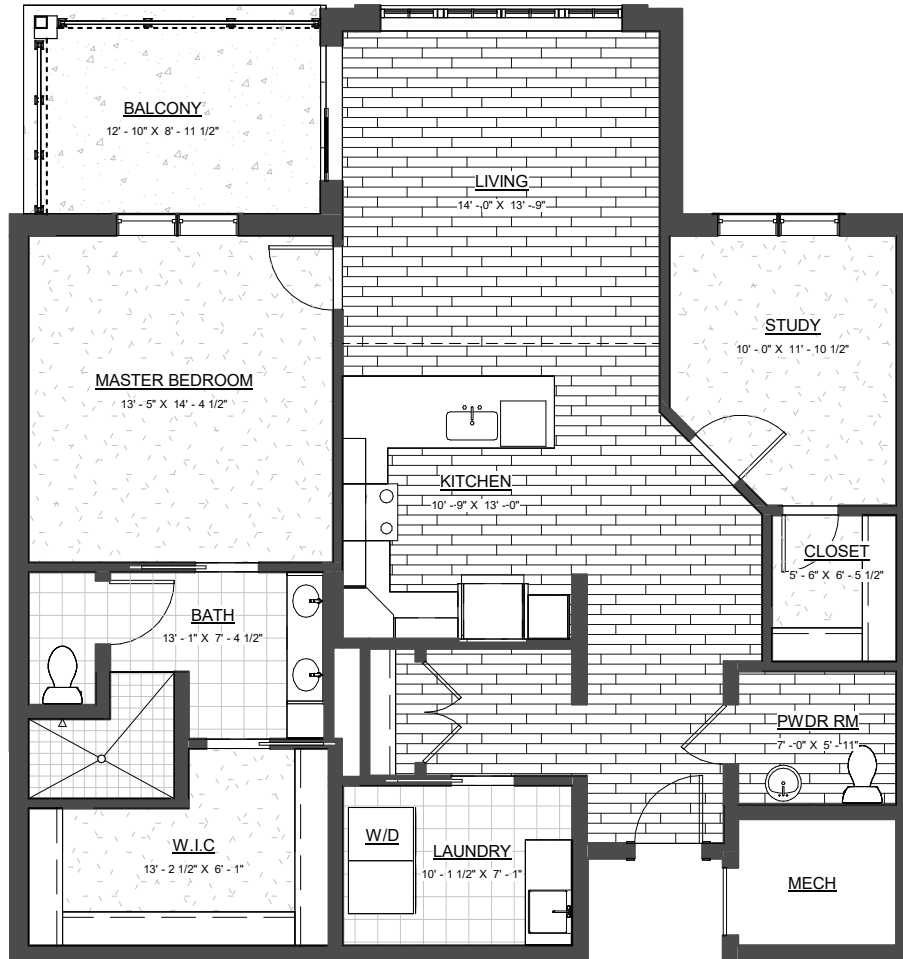 BALCONY
12' - 10" X 8' - 11 1/2"
LIVING
14' - 0" X 13' - 9"
STUDY
10' - 0" X 11' - 10 1/2"
MASTER BEDROOM
13' - 5" X 14' - 4 1/2"
KITCHEN
10' - 9" X 13' - 0"
CLOSET
5' - 6" X 6' - 5 1/2"
BATH
13' - 1" X 7' - 4 1/2"
PWDR RM
7' - 0" X 5' - 11"
W.I.C
13' - 2 1/2" X 6' - 1"
W/D
LAUNDRY
10' - 1 1/2" X 7' - 1"
MECH